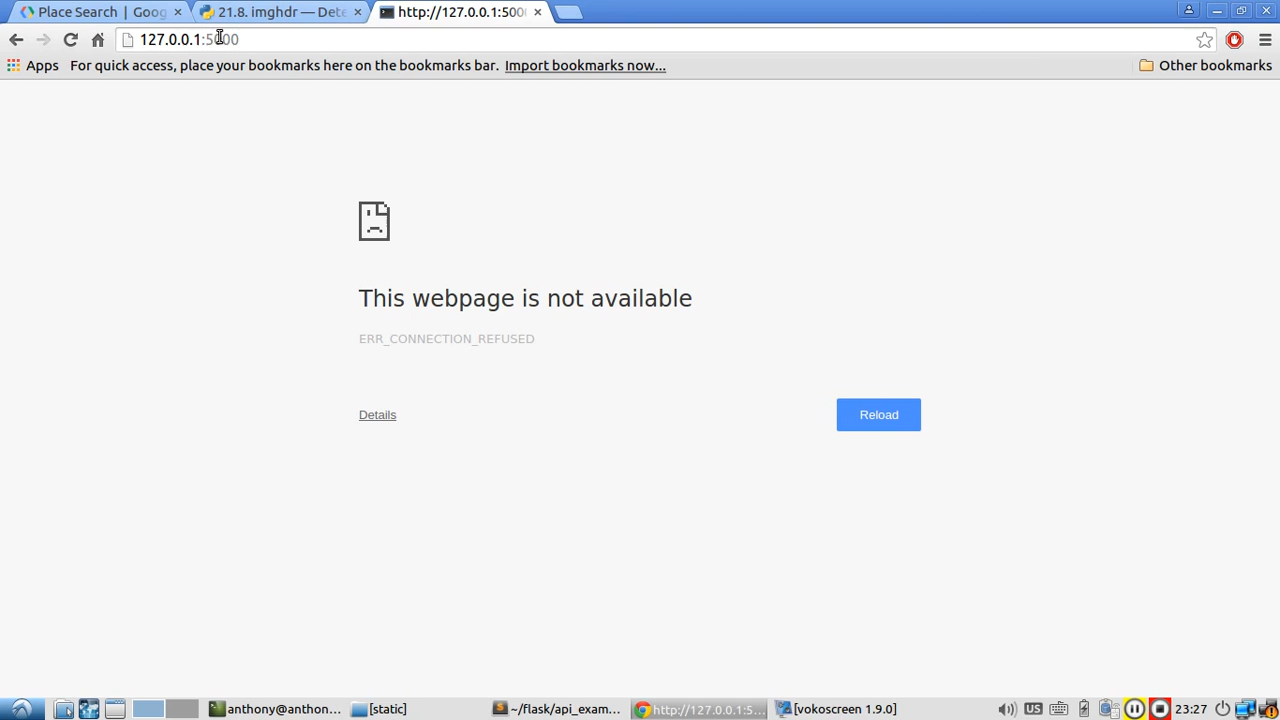 Place Search | Goog
21.8. imghdr — Dete
http://127.0.0.1:500
127.0.0.1:5000
Apps For quick access, place your bookmarks here on the bookmarks bar. Import bookmarks now... Other bookmarks
This webpage is not available
ERR_CONNECTION_REFUSED
Details
Reload
anthony@anthon...
[static]
~/flask/api_exam...
http://127.0.0.1:5...
[vokoscreen 1.9.0]
US
23:27